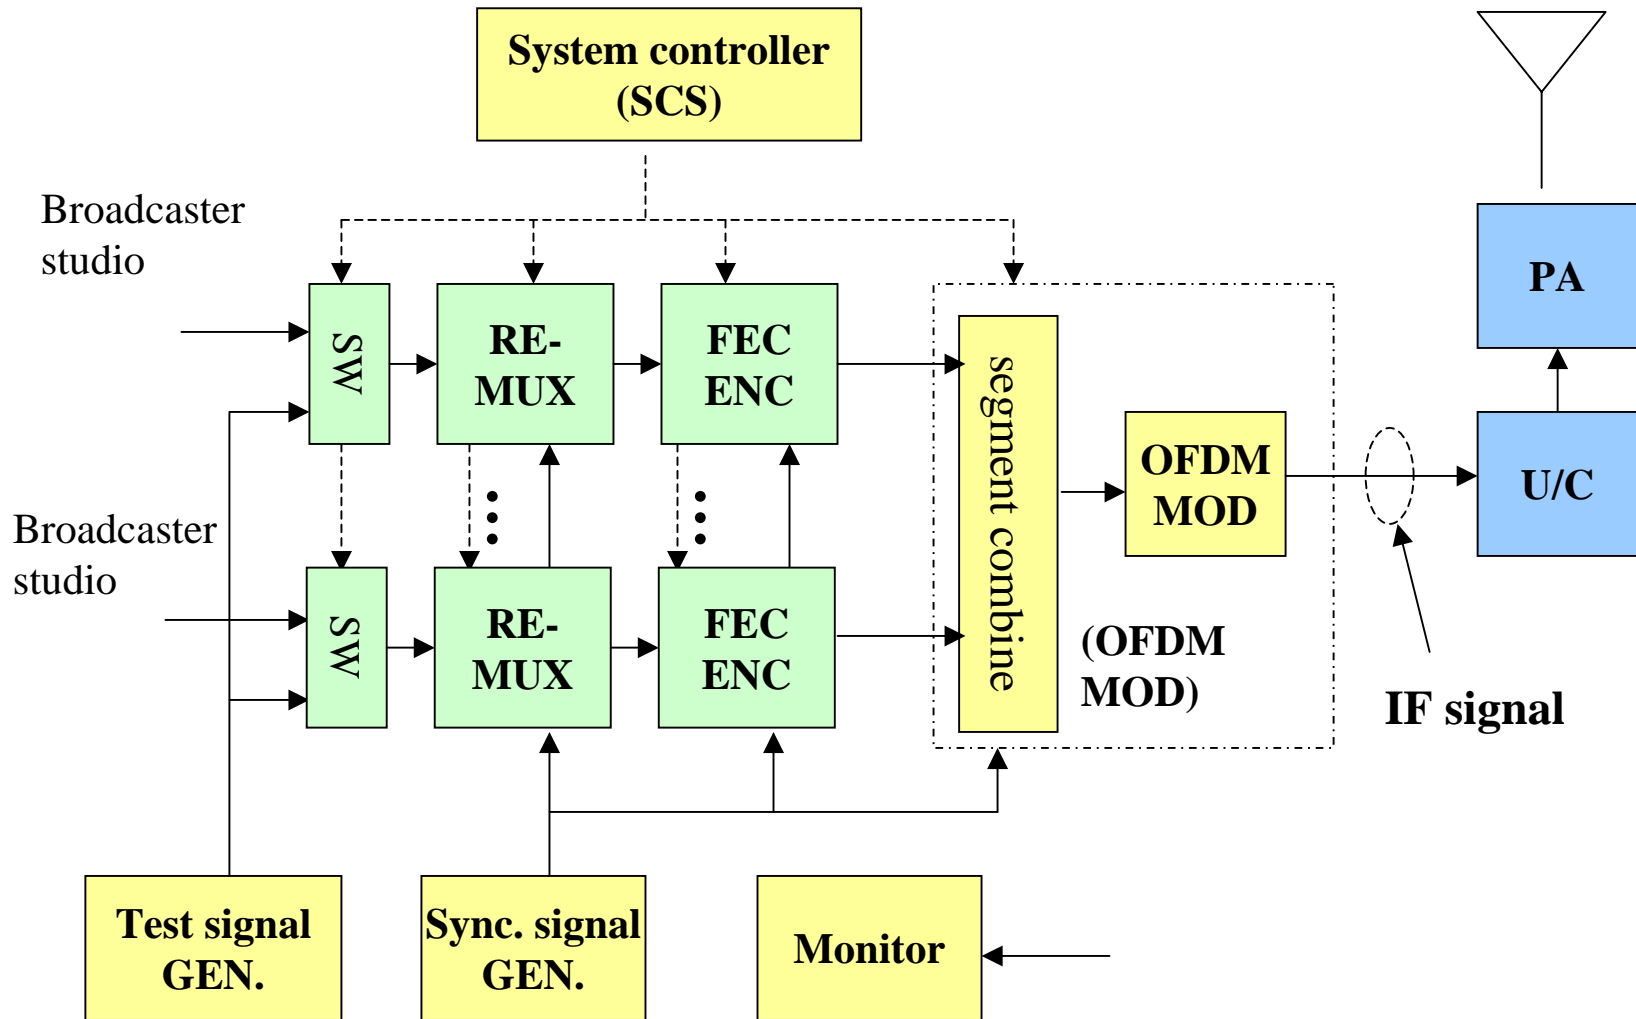 System controller
(SCS)
Broadcaster
studio
SW
RE-
MUX
FEC
ENC
PA
segment combine
OFDM
MOD
U/C
Broadcaster
studio
SW
RE-
MUX
FEC
ENC
(OFDM
MOD)
IF signal
Test signal
GEN.
Sync. signal
GEN.
Monitor